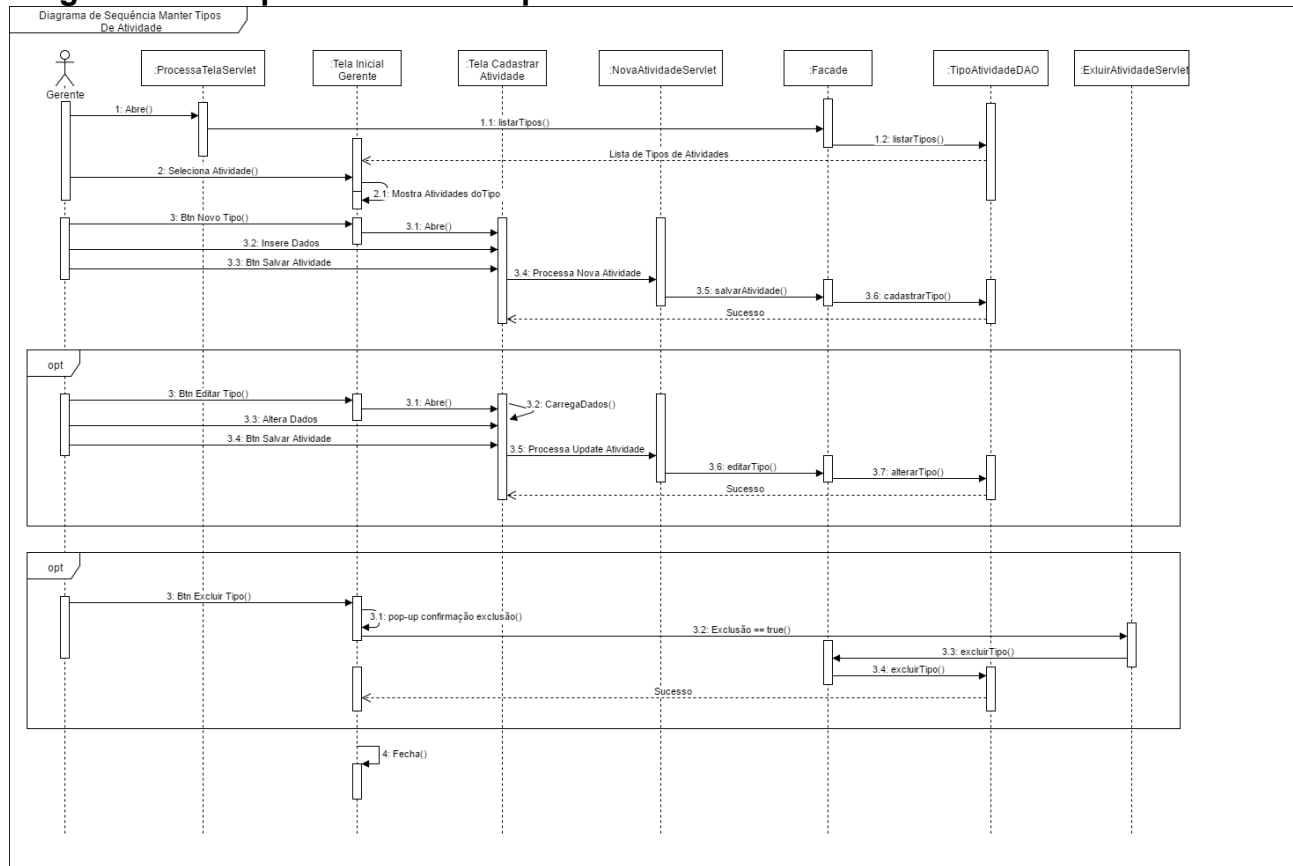 Diagrama de Sequência Manter Tipos
De Atividade
Gerente
:ProcessaTelaServlet
:Tela Inicial
Gerente
:Tela Cadastrar
Atividade
:NovaAtividadeServlet
:Facade
:TipoAtividadeDAO
:ExluirAtividadeServlet
1: Abre()
1.1: listarTipos()
1.2: listarTipos()
Lista de Tipos de Atividades
2: Seleciona Atividade()
2.1: Mostra Atividades doTipo
3: Btn Novo Tipo()
3.1: Abre()
3.2: Insere Dados
3.3: Btn Salvar Atividade
3.4: Processa Nova Atividade
3.5: salvarAtividade()
3.6: cadastrarTipo()
Sucesso
opt
3: Btn Editar Tipo()
3.1: Abre()
3.2: CarregaDados()
3.3: Altera Dados
3.4: Btn Salvar Atividade
3.5: Processa Update Atividade
3.6: editarTipo()
3.7: alterarTipo()
Sucesso
opt
3: Btn Excluir Tipo()
3.1: pop-up confirmação exclusão()
3.2: Exclusão == true()
3.3: excluirTipo()
3.4: excluirTipo()
Sucesso
4: Fecha()